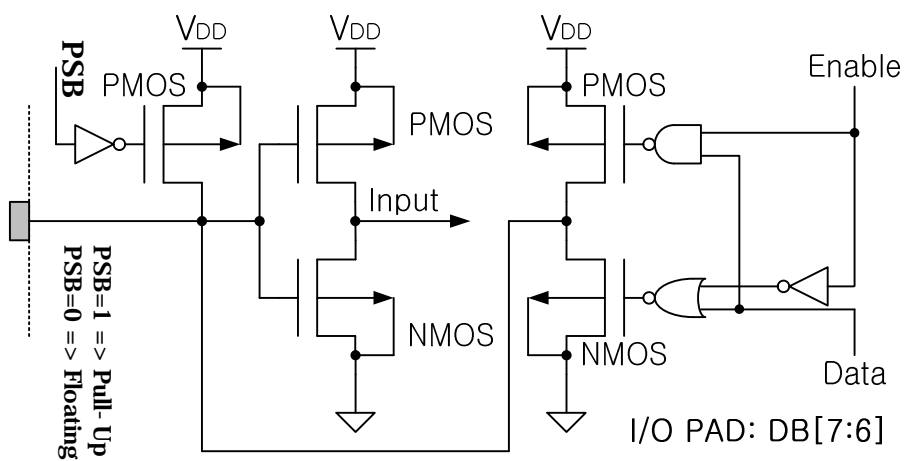 VDD
VDD
VDD
PSB
PMOS
PMOS
PMOS
Enable
Input
NMOS
NMOS
Data
PSB=1 => Pull- Up
PSB=0 => Floating
I/O PAD: DB[7:6]